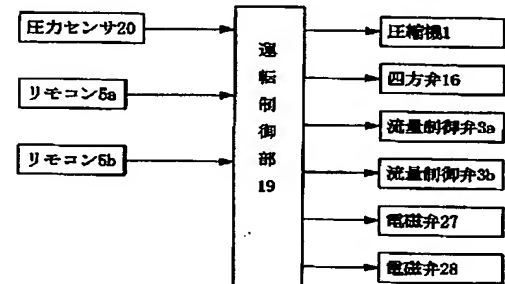 圧力センサ20
リモコン5a
リモコン5b
運転制御部19
圧縮機1
四方弁16
流量制御弁3a
流量制御弁3b
電磁弁27
電磁弁28